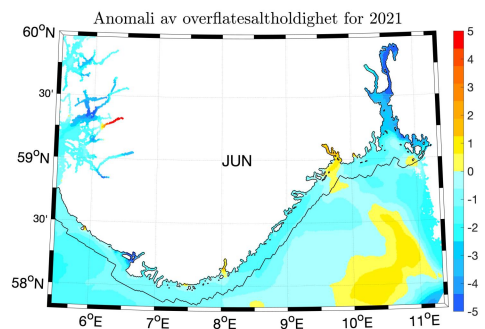 Anomali av overflatesaltholdighet for 2021
60°N
30'
59°N
30'
58°N
JUN
6°E
7°E
8°E
9°E
10°E
11°E
5
4
3
2
1
0
-1
-2
-3
-4
-5